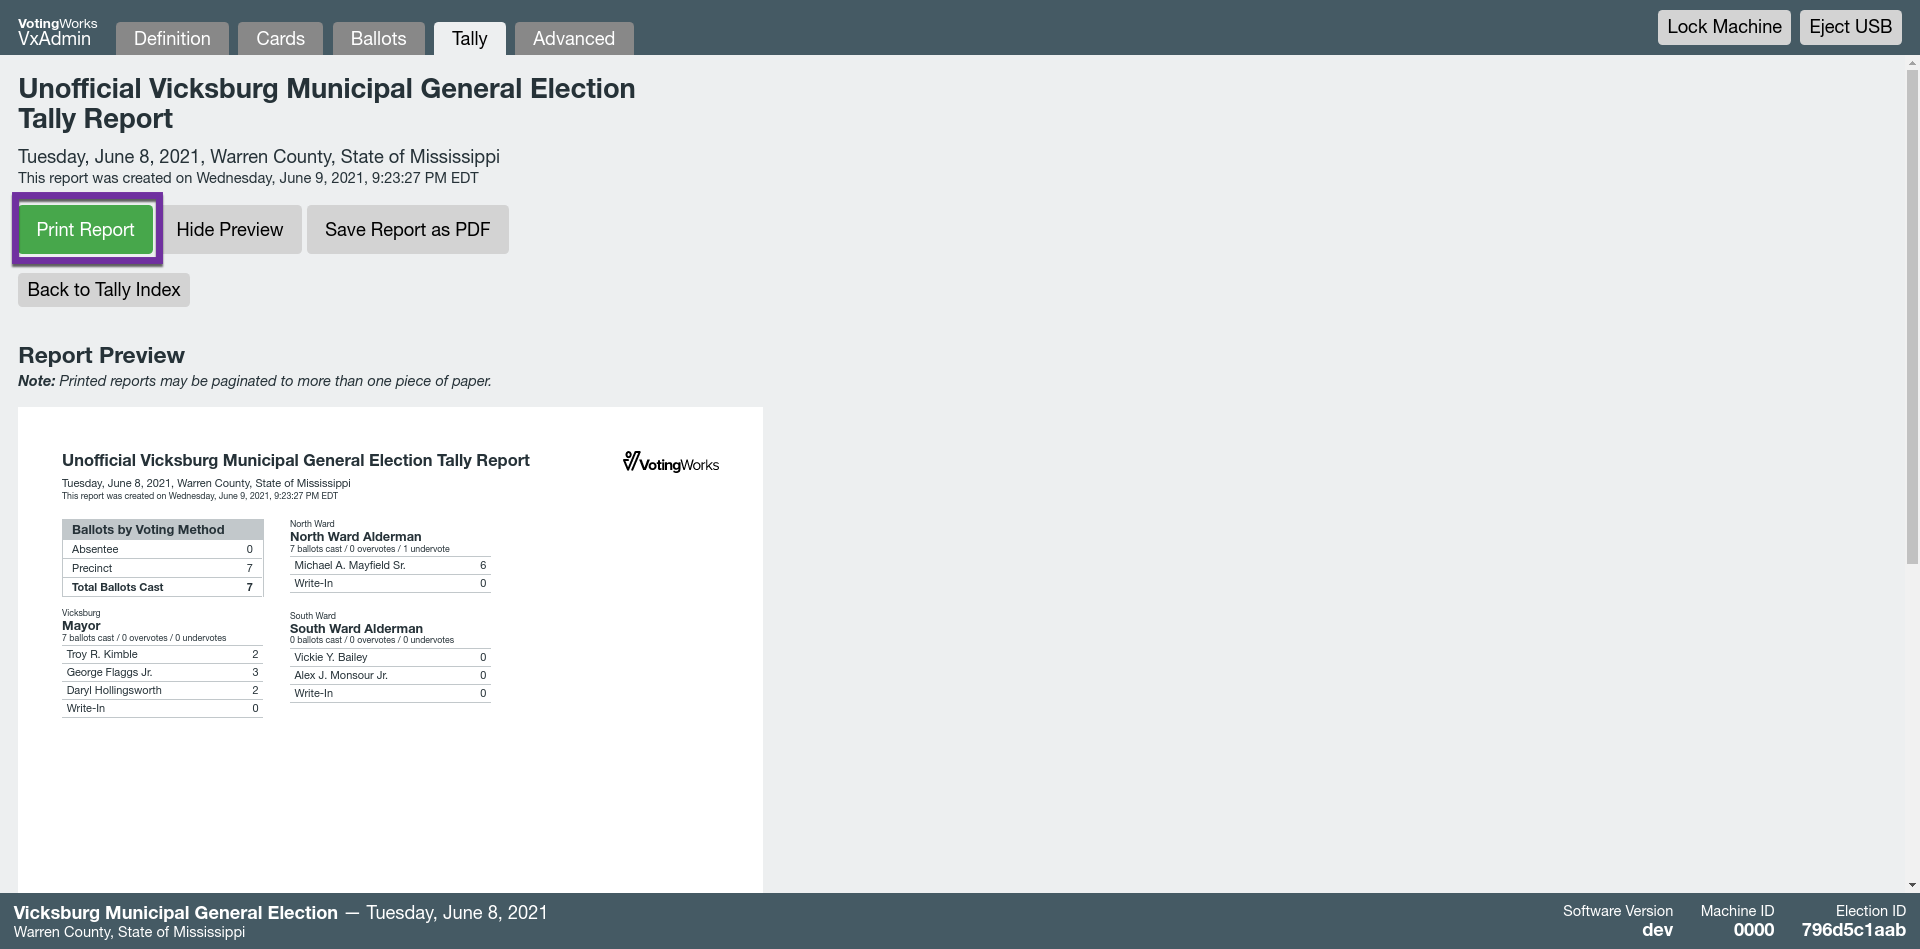 VotingWorks
VxAdmin
Definition
Cards
Ballots
Tally
Advanced
Lock Machine
Eject USB
Unofficial Vicksburg Municipal General Election
Tally Report
Tuesday, June 8, 2021, Warren County, State of Mississippi
This report was created on Wednesday, June 9, 2021, 9:23:27 PM EDT
Print Report
Hide Preview
Save Report as PDF
Back to Tally Index
Report Preview
Note: Printed reports may be paginated to more than one piece of paper.
Unofficial Vicksburg Municipal General Election Tally Report
VotingWorks
Tuesday, June 8, 2021, Warren County, State of Mississippi
This report was created on Wednesday, June 9, 2021, 9:23:27 PM EDT
Ballots by Voting Method
Absentee 0
Precinct 7
Total Ballots Cast 7
Vicksburg
Mayor
7 ballots cast / 0 overvotes / 0 undervotes
Troy R. Kimble 2
George Flaggs Jr. 3
Daryl Hollingsworth 2
Write-In 0
North Ward
North Ward Alderman
7 ballots cast / 0 overvotes / 1 undervote
Michael A. Mayfield Sr. 6
Write-In 0
South Ward
South Ward Alderman
0 ballots cast / 0 overvotes / 0 undervotes
Vickie Y. Bailey 0
Alex J. Monsour Jr. 0
Write-In 0
Vicksburg Municipal General Election — Tuesday, June 8, 2021
Warren County, State of Mississippi
Software Version
dev
Machine ID
0000
Election ID
796d5c1aab